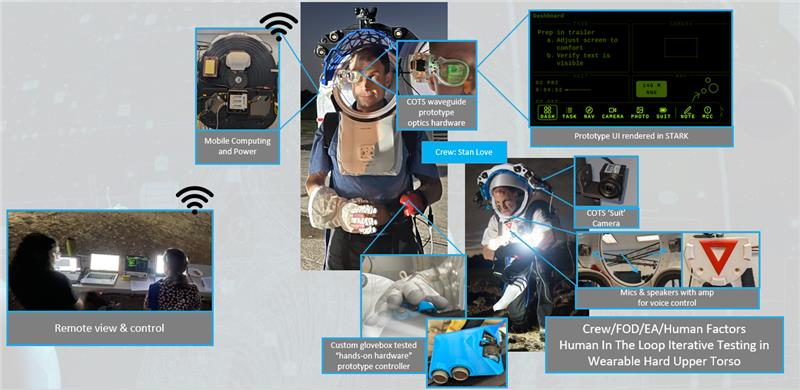 Mobile Computing
and Power
COTS waveguide
prototype
optics hardware
Crew: Stan Love
Dashboard
TASK
CAMERA
Prep in trailer
a. Adjust screen to
comfort
b. Verify text is
visible
NAV
DASH
TASK
NAV
CAMERA
PHOTO
SUIT
NOTE
MCC
Prototype UI rendered in STARK
COTS 'Suit'
Camera
Mics & speakers with amp
for voice control
Remote view & control
Custom glovebox tested
"hands-on hardware"
prototype controller
Crew/FOD/EA/Human Factors
Human In The Loop Iterative Testing in
Wearable Hard Upper Torso